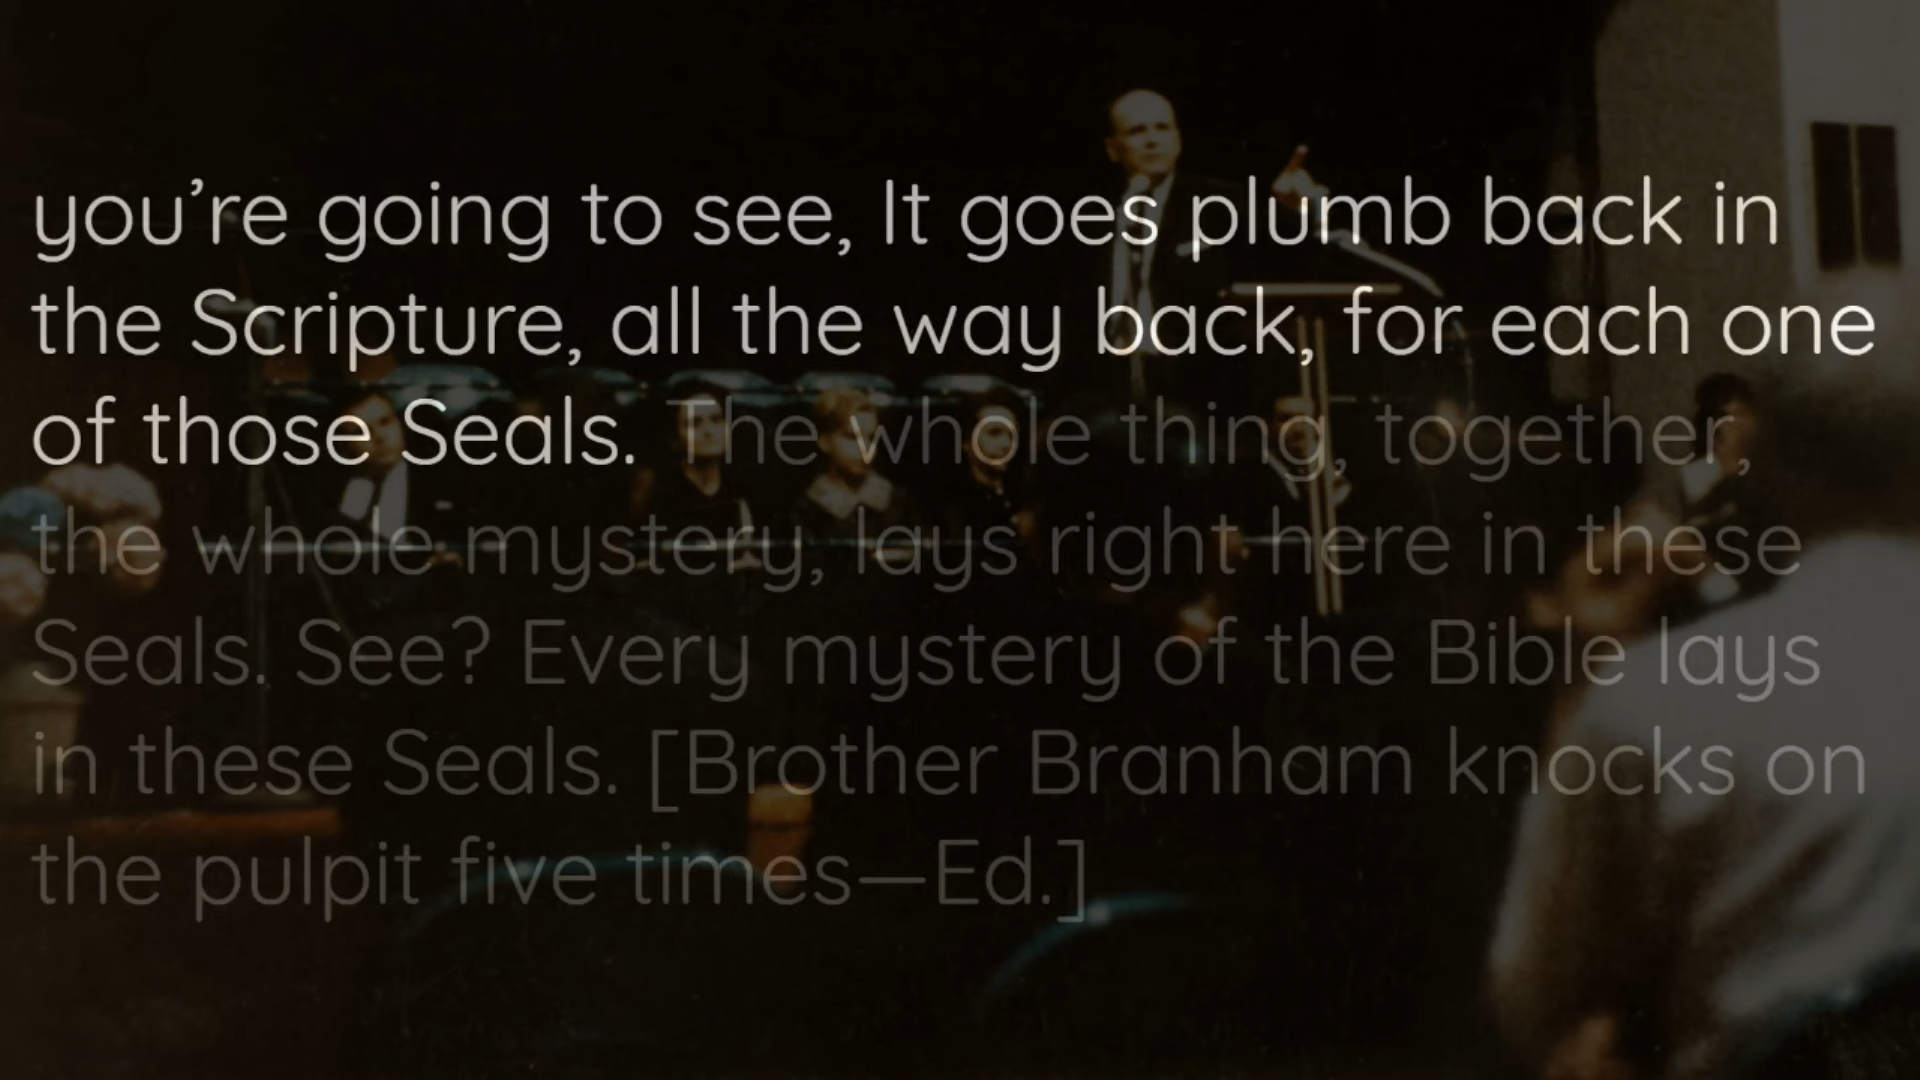 you’re going to see, It goes plumb back in
the Scripture, all the way back, for each one
of those Seals. The whole thing, together,
the whole mystery, lays right here in these
Seals. See? Every mystery of the Bible lays
in these Seals. [Brother Branham knocks on
the pulpit five times—Ed.]